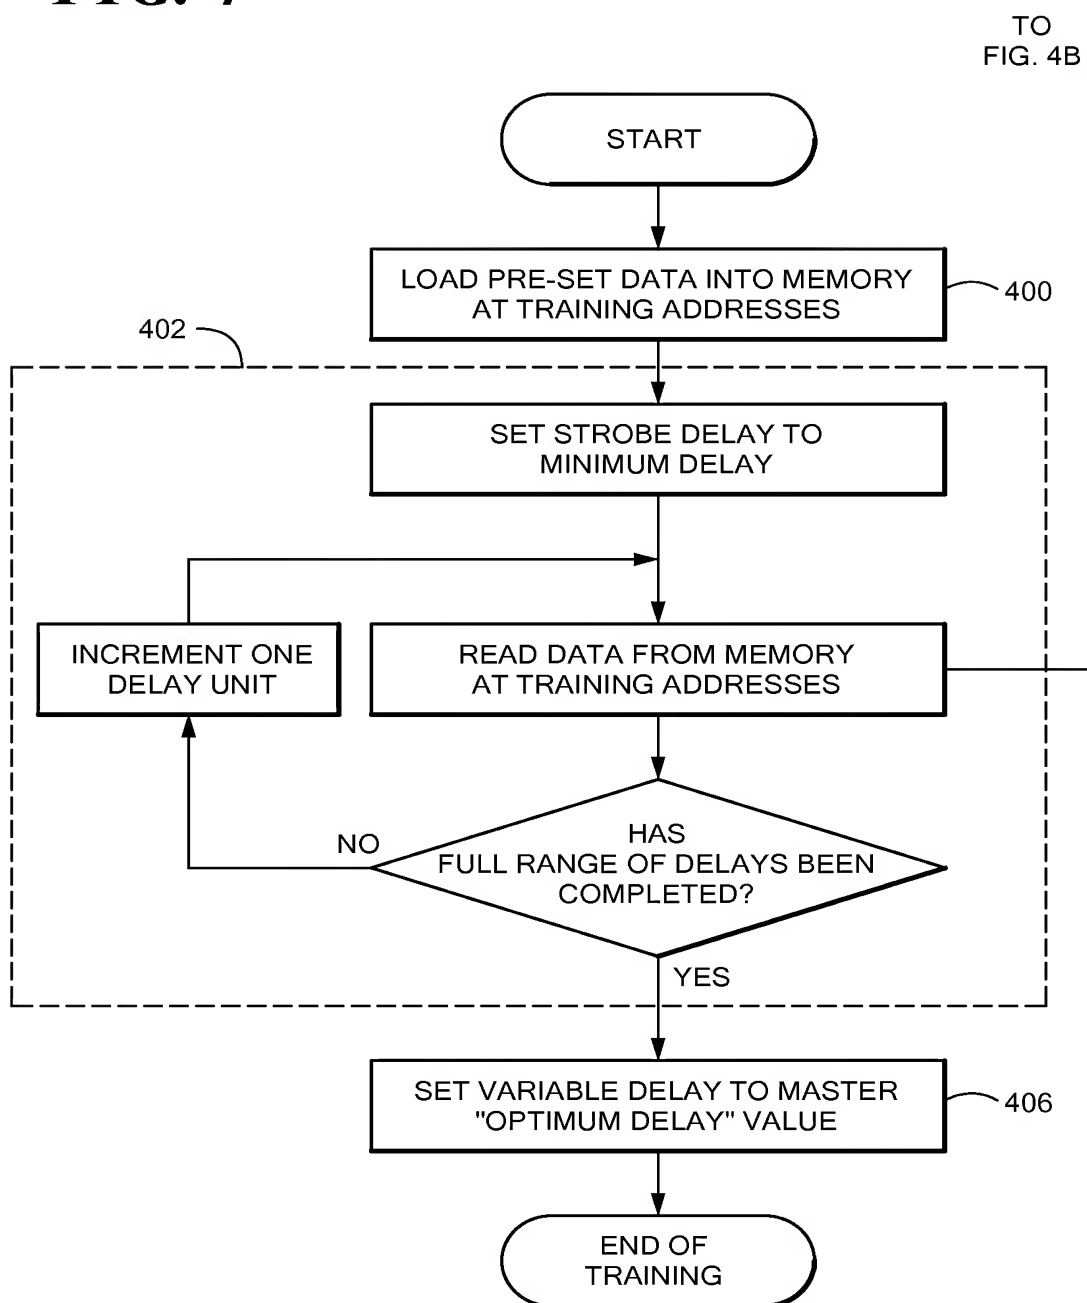 TO
FIG. 4B
START
LOAD PRE-SET DATA INTO MEMORY
AT TRAINING ADDRESSES
400
402
SET STROBE DELAY TO
MINIMUM DELAY
INCREMENT ONE
DELAY UNIT
READ DATA FROM MEMORY
AT TRAINING ADDRESSES
NO
HAS
FULL RANGE OF DELAYS BEEN
COMPLETED?
YES
SET VARIABLE DELAY TO MASTER
"OPTIMUM DELAY" VALUE
406
END OF
TRAINING